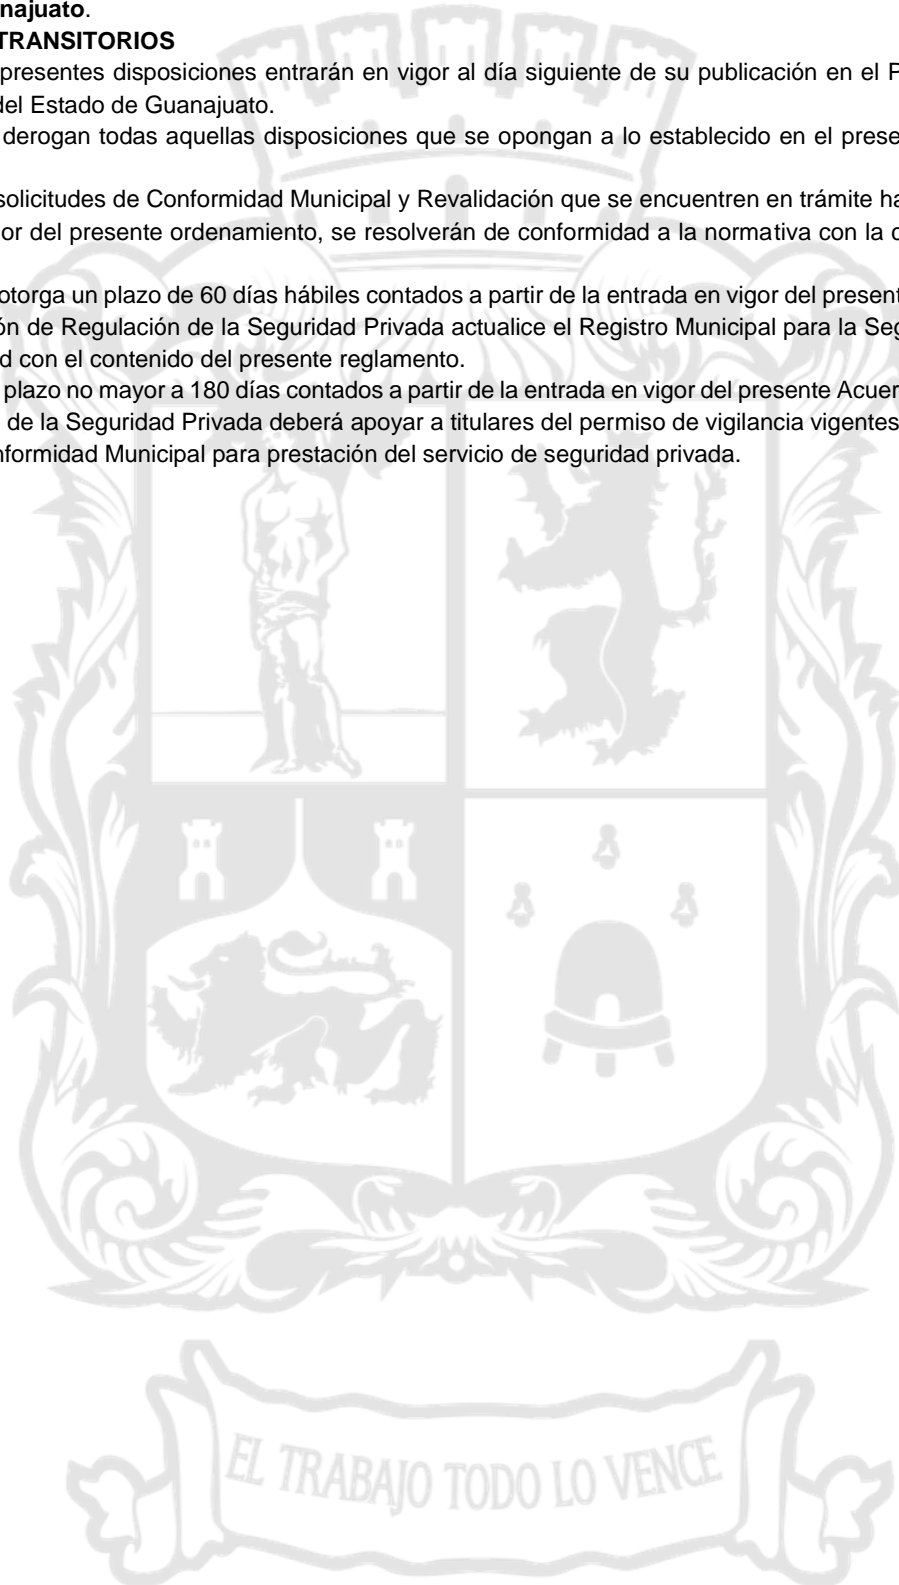 najuato.
TRANSITORIOS
presentes disposiciones entrarán en vigor al día siguiente de su publicación en el P
del Estado de Guanajuato.
derogan todas aquellas disposiciones que se opongan a lo establecido en el prese
solicitudes de Conformidad Municipal y Revalidación que se encuentren en trámite ha
or del presente ordenamiento, se resolverán de conformidad a la normativa con la c
otorga un plazo de 60 días hábiles contados a partir de la entrada en vigor del present
ón de Regulación de la Seguridad Privada actualice el Registro Municipal para la Seg
d con el contenido del presente reglamento.
plazo no mayor a 180 días contados a partir de la entrada en vigor del presente Acuer
de la Seguridad Privada deberá apoyar a titulares del permiso de vigilancia vigentes
nformidad Municipal para prestación del servicio de seguridad privada.
EL TRABAJO TODO LO VENCE